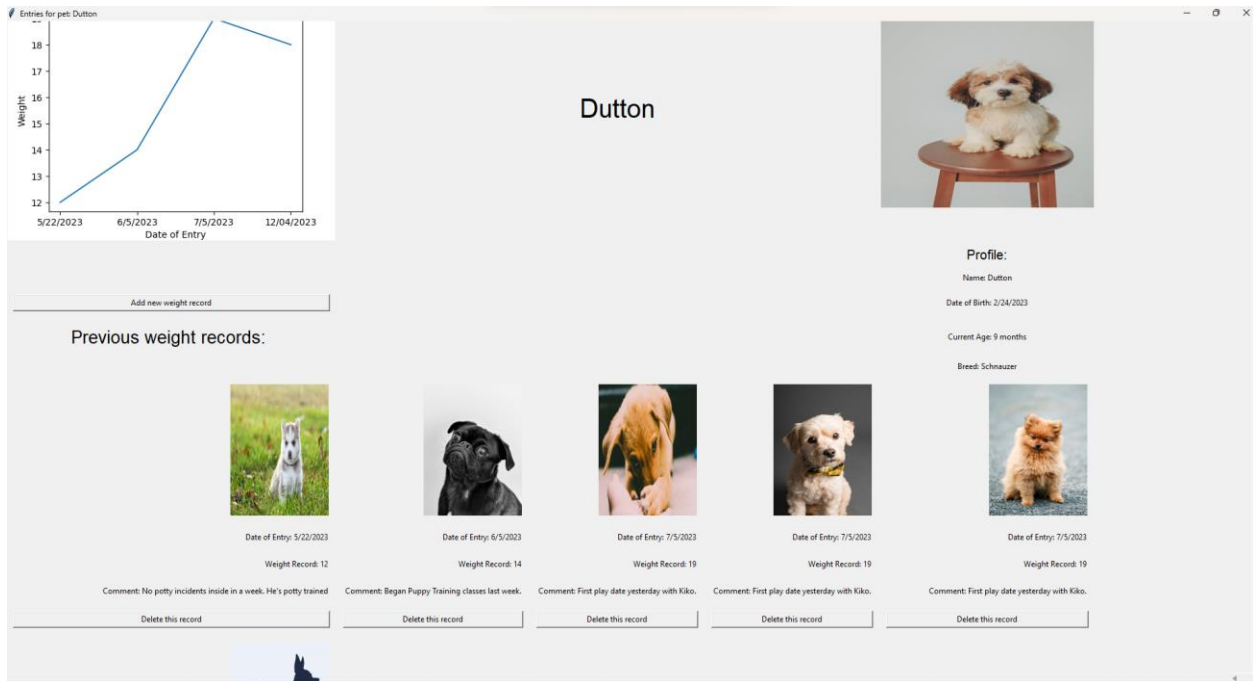 Entries for pet: Dutton
18
17
16
15
14
13
12
Weight
5/22/2023 6/5/2023 7/5/2023 12/04/2023
Date of Entry
Dutton
Profile:
Name: Dutton
Date of Birth: 2/24/2023
Current Age: 9 months
Breed: Schnauzer
Add new weight record
Previous weight records:
Date of Entry: 5/22/2023 Date of Entry: 6/5/2023 Date of Entry: 7/5/2023 Date of Entry: 7/5/2023 Date of Entry: 7/5/2023
Weight Record: 12 Weight Record: 14 Weight Record: 19 Weight Record: 19 Weight Record: 19
Comment: No potty incidents inside in a week. He's potty trained Comment: Began Puppy Training classes last week. Comment: First play date yesterday with Kiko. Comment: First play date yesterday with Kiko. Comment: First play date yesterday with Kiko.
Delete this record Delete this record Delete this record Delete this record Delete this record